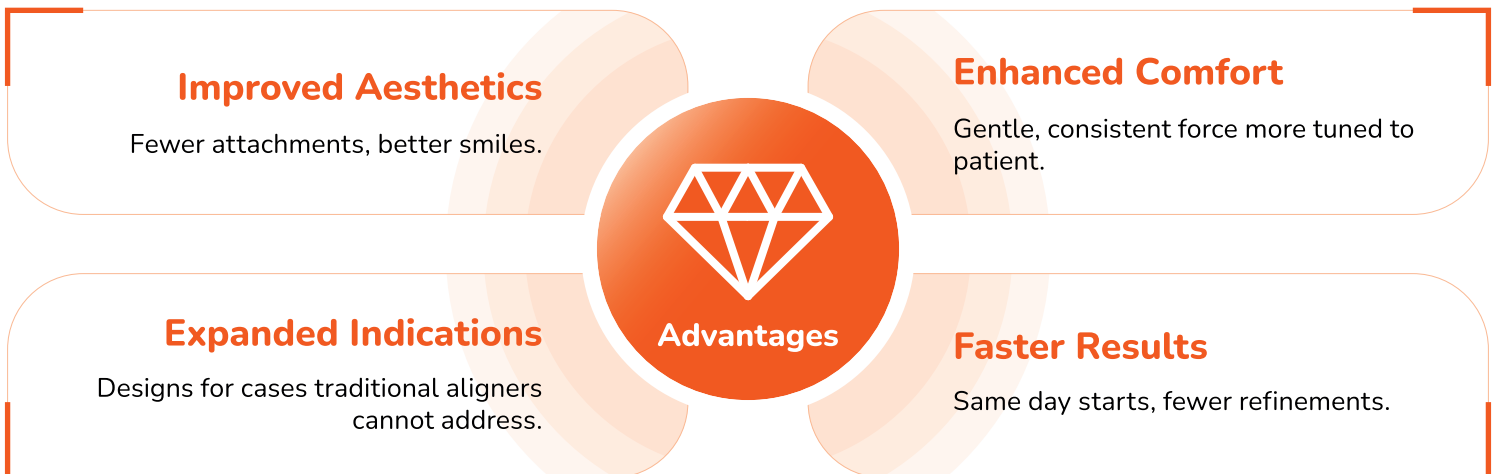 Improved Aesthetics
Fewer attachments, better smiles.
Enhanced Comfort
Gentle, consistent force more tuned to
patient.
Advantages
Expanded Indications
Designs for cases traditional aligners
cannot address.
Faster Results
Same day starts, fewer refinements.